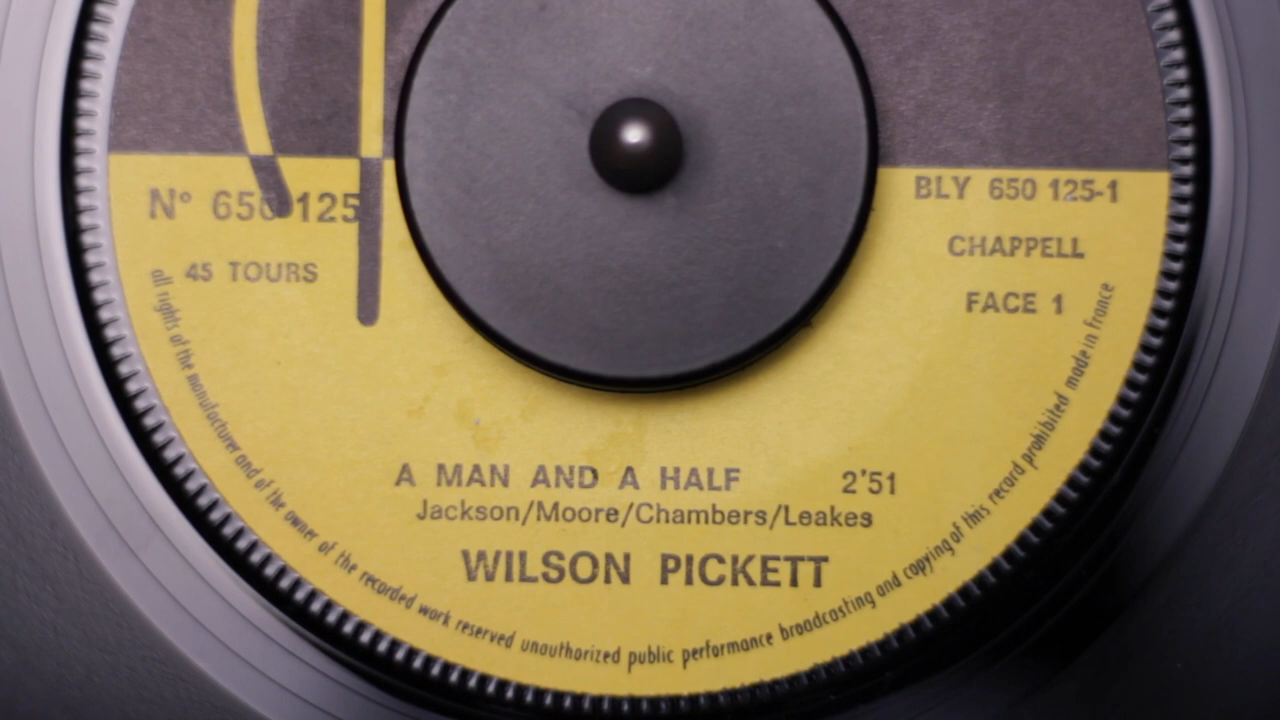 N° 650 125
45 TOURS
BLY 650 125-1
CHAPPELL
FACE 1
A MAN AND A HALF 2'51
Jackson/Moore/Chambers/Leakes
WILSON PICKETT
all rights of the manufacturer and of the owner of the recorded work reserved unauthorized public performance broadcasting and copying of this record prohibited made in France